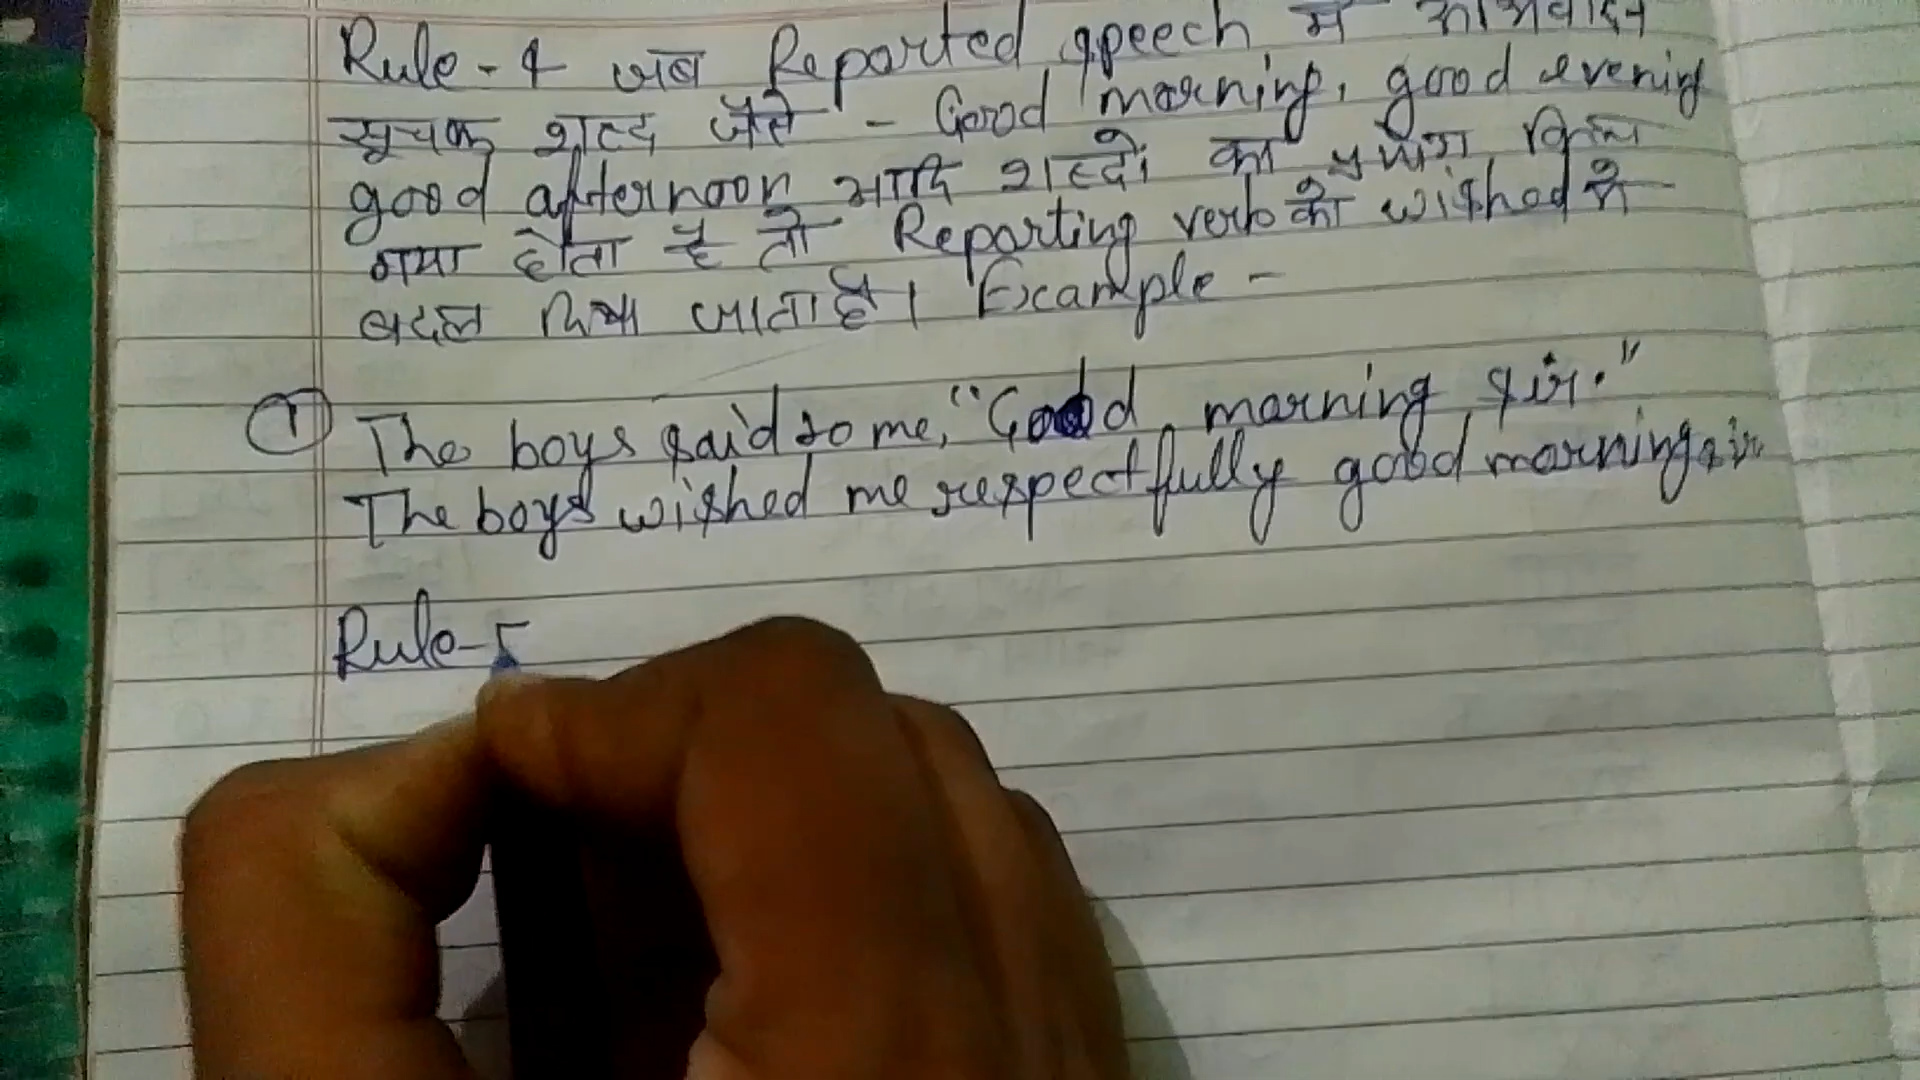 Rule-4 जब Reported speech में अभिवादन
सूचक शब्द जैसे - Good morning, good evening
good afternoon आदि शब्दों का प्रयोग किया
गया होता है तो Reporting verb को wished में
बदल दिया जाता है। Example -
① The boys said to me, "Good morning, sir."
The boys wished me respectfully good morning sir
Rule-5